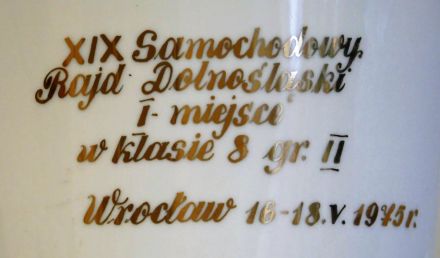 XIX Samochodowy
Rajd Dolnośląski
I - miejsce
w klasie 8 gr. II
Wrocław 16-18.V.1975r.